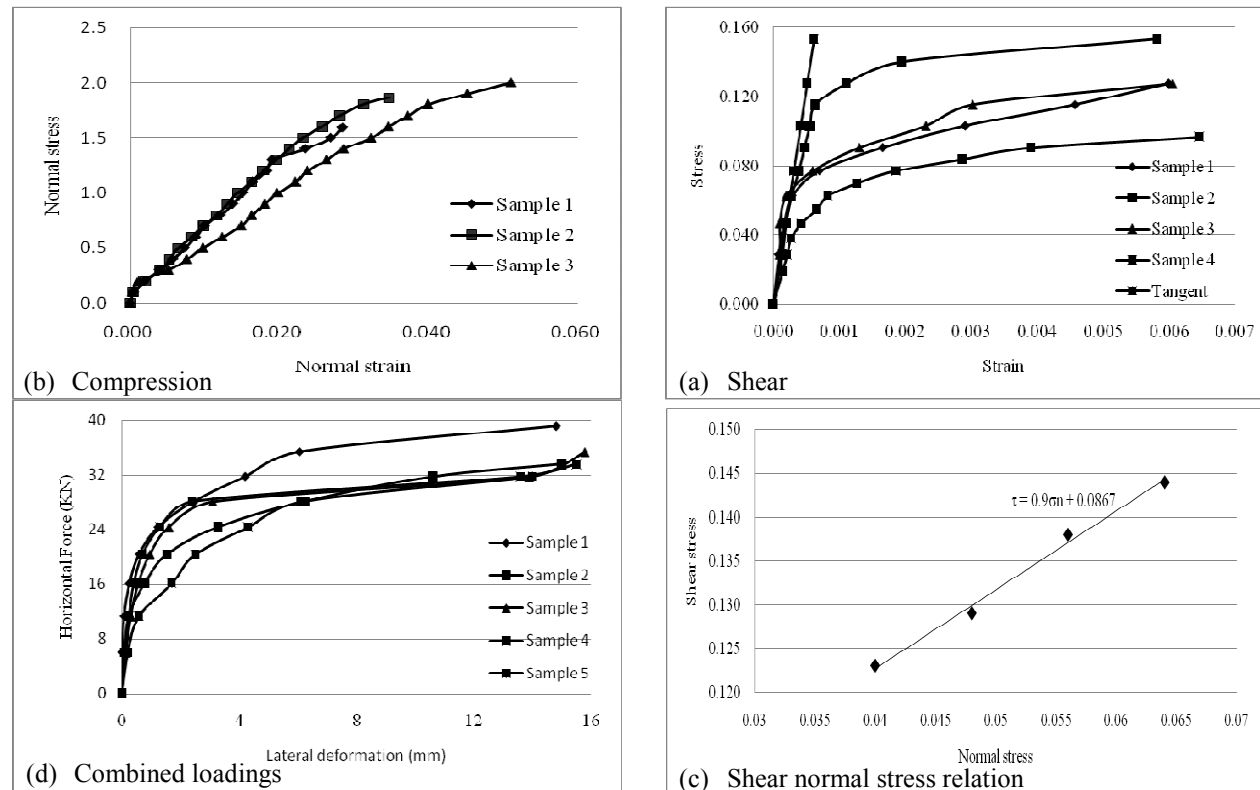 2.5
2.0
1.5
1.0
0.5
0.0
Normal stress
0.000
0.020
0.040
0.060
Normal strain
Sample 1
Sample 2
Sample 3
(b) Compression
0.160
0.120
0.080
0.040
0.000
Stress
0.000
0.001
0.002
0.003
0.004
0.005
0.006
0.007
Strain
Sample 1
Sample 2
Sample 3
Sample 4
Tangent
(a) Shear
40
32
24
16
8
0
Horizontal Force (KN)
0
4
8
12
16
Lateral deformation (mm)
Sample 1
Sample 2
Sample 3
Sample 4
Sample 5
(d) Combined loadings
0.150
0.145
0.140
0.135
0.130
0.125
0.120
Shear stress
τ = 0.9σn + 0.0867
0.03
0.035
0.04
0.045
0.05
0.055
0.06
0.065
0.07
Normal stress
(c) Shear normal stress relation